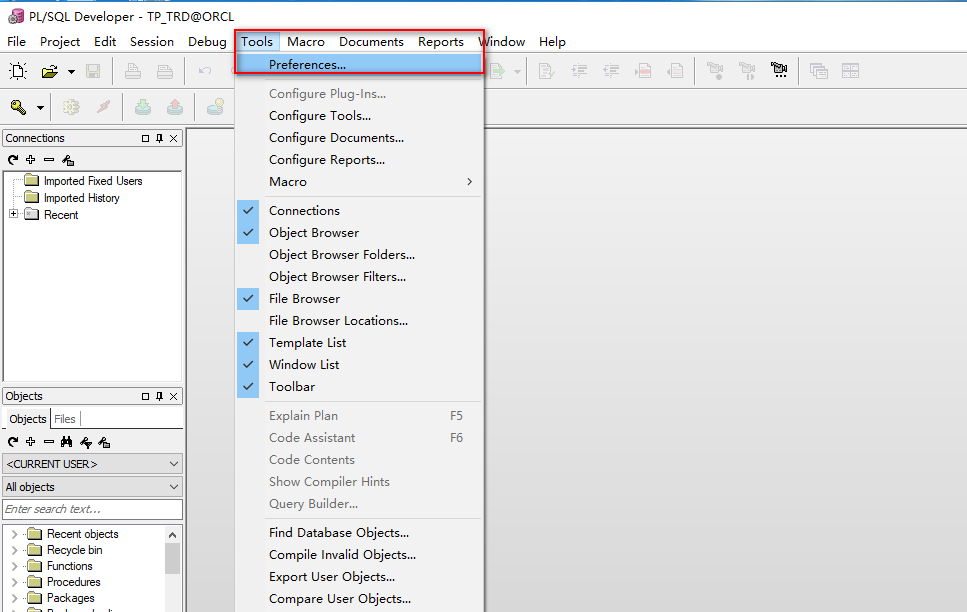 PL/SQL Developer - TP_TRD@ORCL
File Project Edit Session Debug Tools Macro Documents Reports Window Help
Preferences...
Configure Plug-Ins...
Configure Tools...
Configure Documents...
Configure Reports...
Macro
Connections
Object Browser
Object Browser Folders...
Object Browser Filters...
File Browser
File Browser Locations...
Template List
Window List
Toolbar
Explain Plan F5
Code Assistant F6
Code Contents
Show Compiler Hints
Query Builder...
Find Database Objects...
Compile Invalid Objects...
Export User Objects...
Compare User Objects...
Connections
Imported Fixed Users
Imported History
Recent
Objects
Objects Files
<CURRENT USER>
All objects
Enter search text...
Recent objects
Recycle bin
Functions
Procedures
Packages